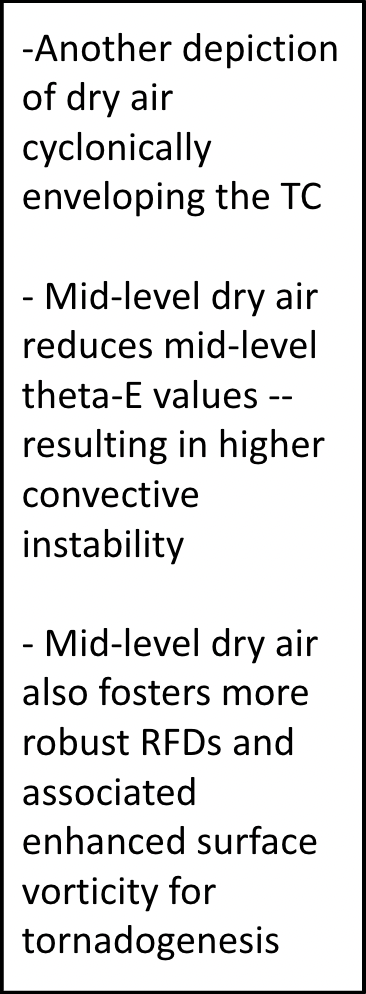 -Another depiction
of dry air
cyclonically
enveloping the TC
- Mid-level dry air
reduces mid-level
theta-E values --
resulting in higher
convective
instability
- Mid-level dry air
also fosters more
robust RFDs and
associated
enhanced surface
vorticity for
tornadogenesis